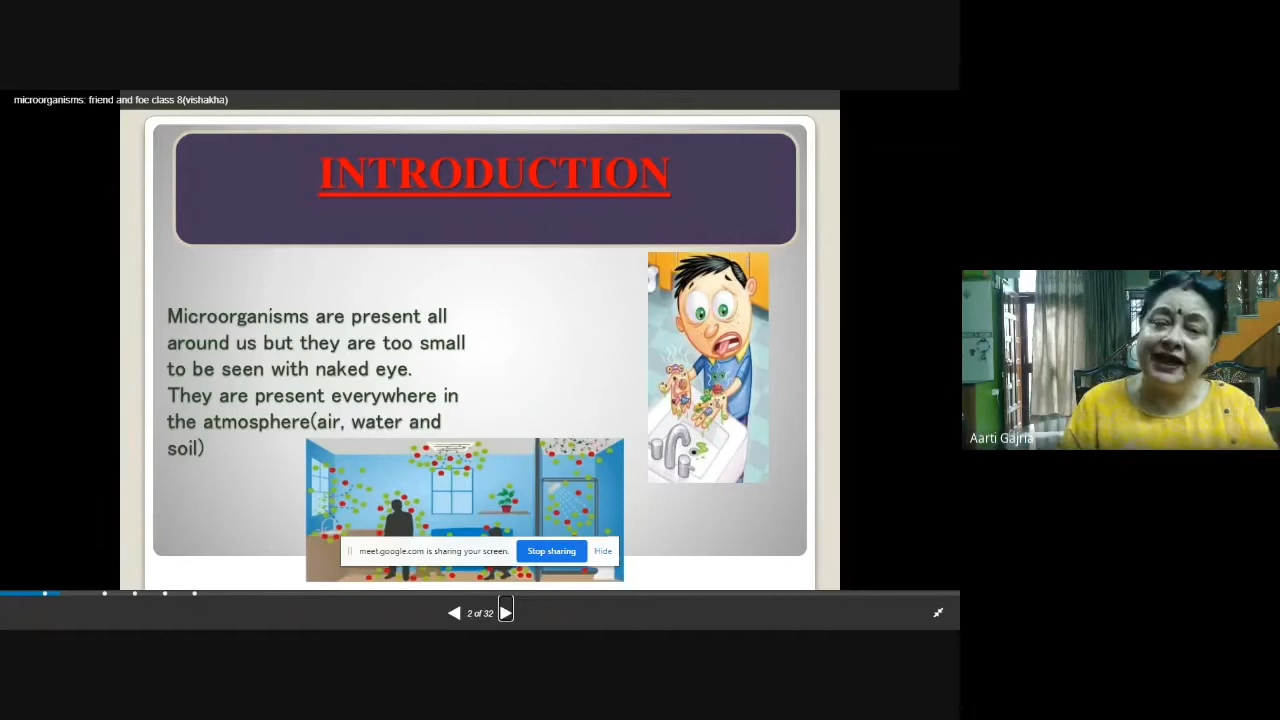 microorganisms: friend and foe class 8(vishakha)
INTRODUCTION
Microorganisms are present all
around us but they are too small
to be seen with naked eye.
They are present everywhere in
the atmosphere(air, water and
soil)
meet.google.com is sharing your screen.
Stop sharing
Hide
2 of 32
Aarti Gajria